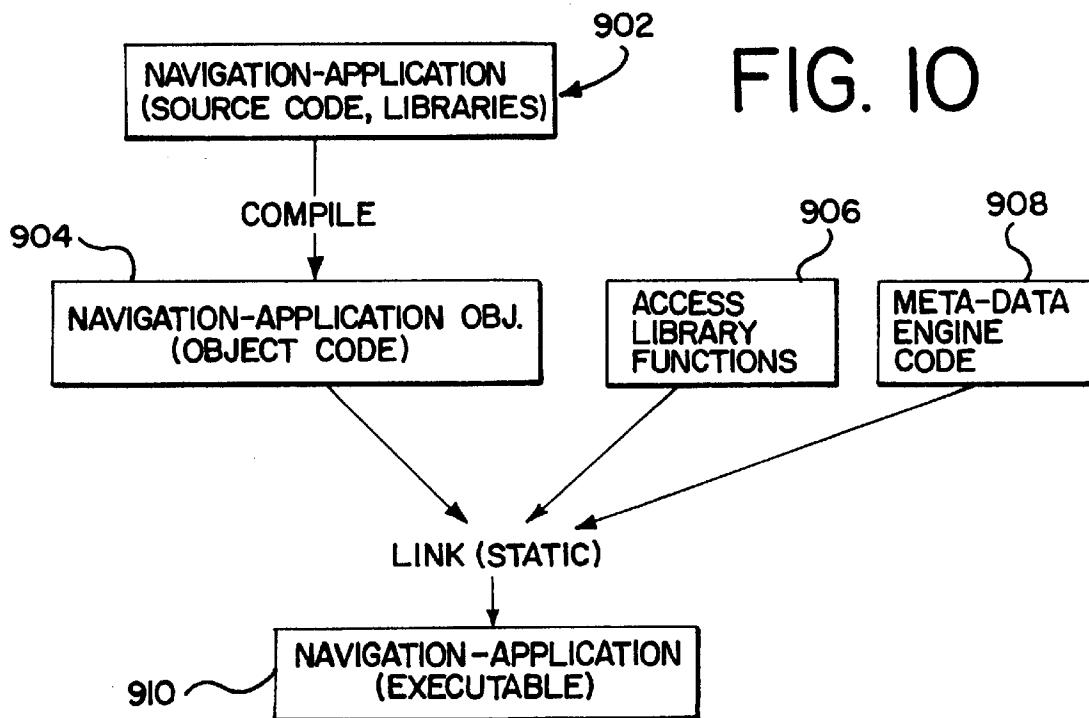 902
FIG. 10
NAVIGATION-APPLICATION
(SOURCE CODE, LIBRARIES)
COMPILE
904
906
908
NAVIGATION-APPLICATION OBJ.
(OBJECT CODE)
ACCESS
LIBRARY
FUNCTIONS
META-DATA
ENGINE
CODE
LINK (STATIC)
NAVIGATION-APPLICATION
(EXECUTABLE)
910